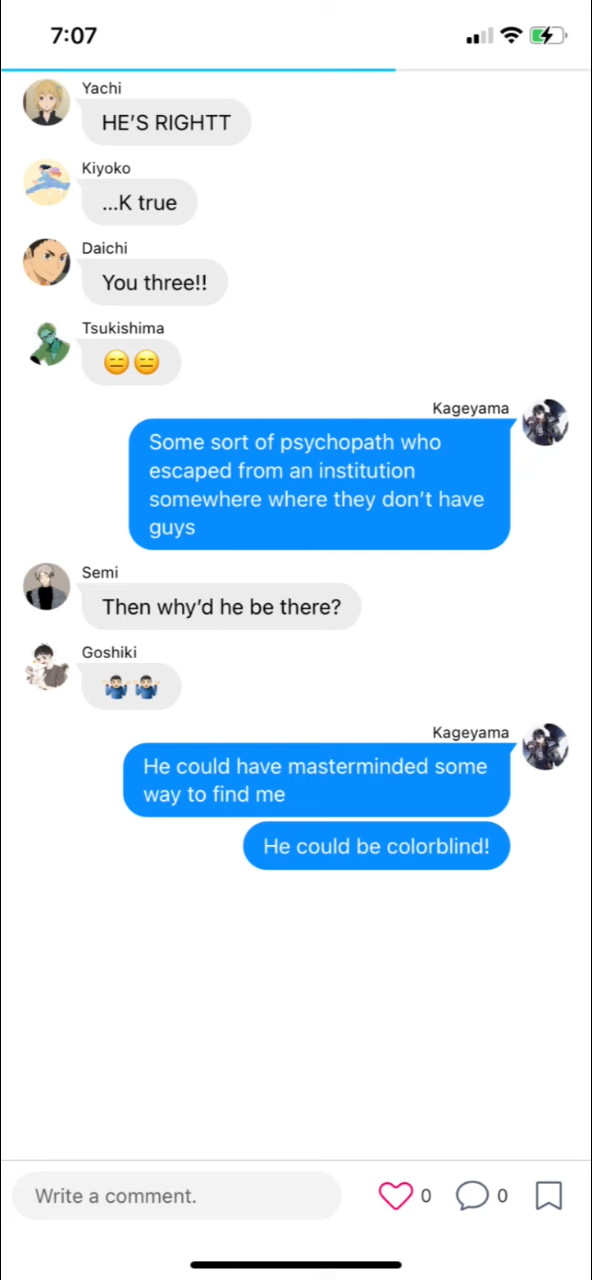 7:07
Yachi
HE'S RIGHTT
Kiyoko
...K true
Daichi
You three!!
Tsukishima
😑😑
Kageyama
Some sort of psychopath who
escaped from an institution
somewhere where they don't have
guys
Semi
Then why'd he be there?
Goshiki
🤷🏻‍♂️🤷🏻‍♂️
Kageyama
He could have masterminded some
way to find me
He could be colorblind!
Write a comment.
0
0